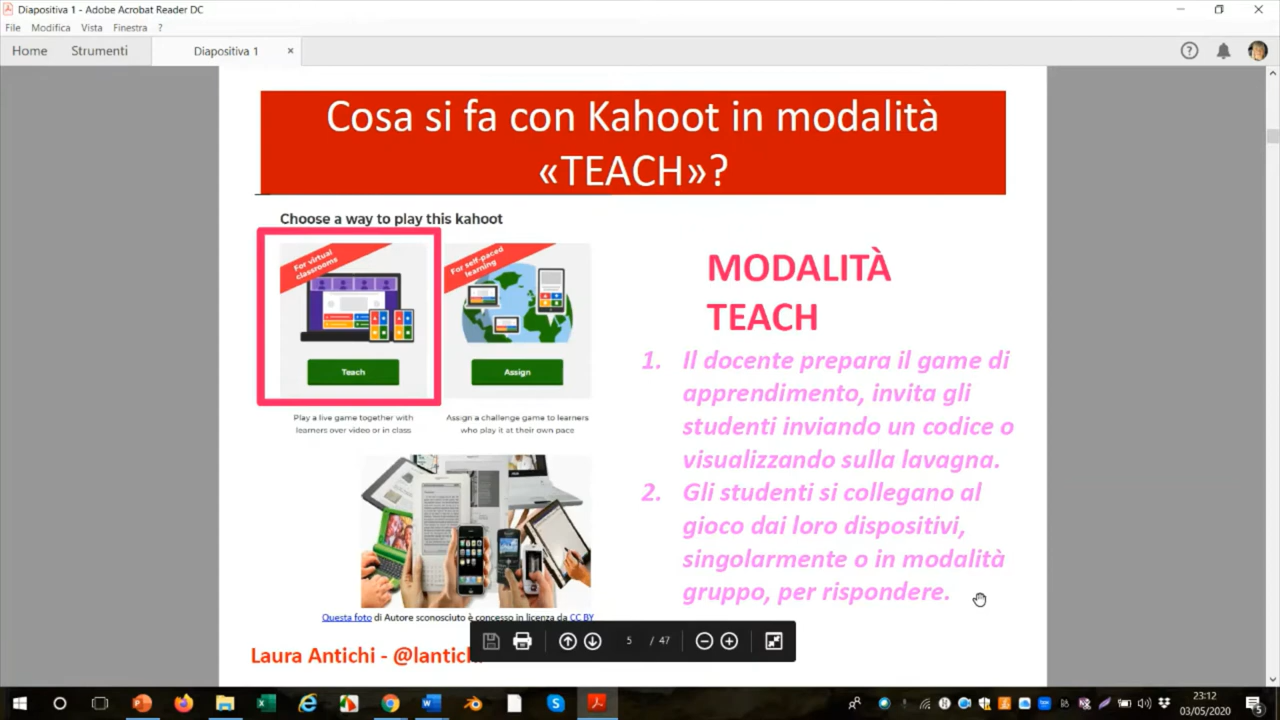 Diapositiva 1 - Adobe Acrobat Reader DC
File Modifica Vista Finestra ?
Home Strumenti Diapositiva 1
Cosa si fa con Kahoot in modalità
«TEACH»?
Choose a way to play this kahoot
For virtual
classrooms
For self-paced
learning
Teach
Assign
Play a live game together with
learners over video or in class
Assign a challenge game to learners
who play it at their own pace
MODALITÀ
TEACH
1. Il docente prepara il game di
apprendimento, invita gli
studenti inviando un codice o
visualizzando sulla lavagna.
2. Gli studenti si collegano al
gioco dai loro dispositivi,
singolarmente o in modalità
gruppo, per rispondere.
Questa foto di Autore sconosciuto è concesso in licenza da CC BY
5 / 47
Laura Antichi - @lantich
23:12
03/05/2020
5